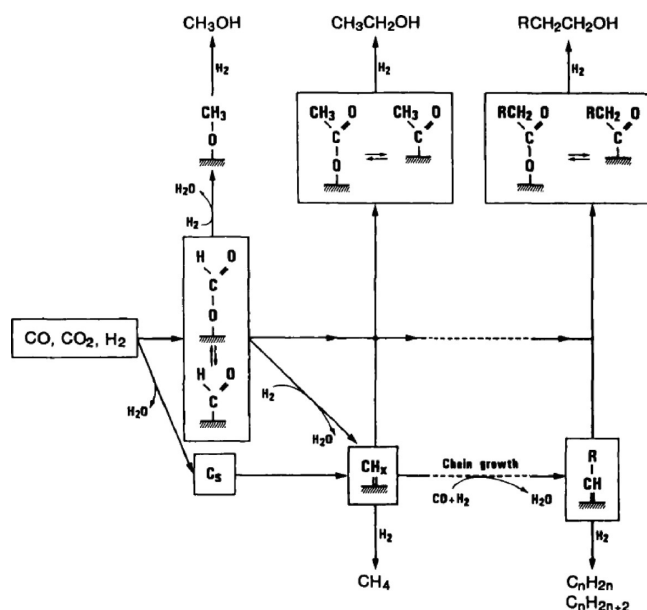 CH3OH
CH3CH2OH
RCH2CH2OH
H2
H2
H2
CH3
O
CH3 O
C
O
CH3 O
C
RCH2 O
C
O
RCH2 O
C
H2O
H2
H O
C
O
H O
C
CO, CO2, H2
H2O
H2
H2O
Cs
CHx
Chain growth
CO+H2
H2O
R
CH
H2
H2
CH4
CnH2n
CnH2n+2